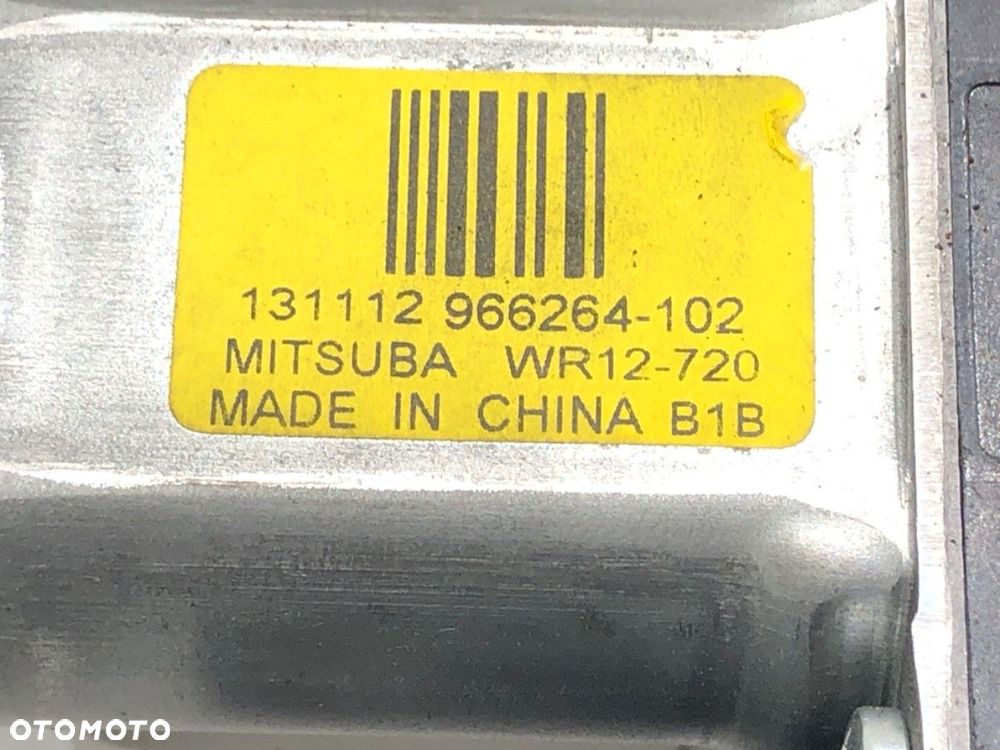 131112 966264-102
MITSUBA WR12-720
MADE IN CHINA B1B
OTOMOTO